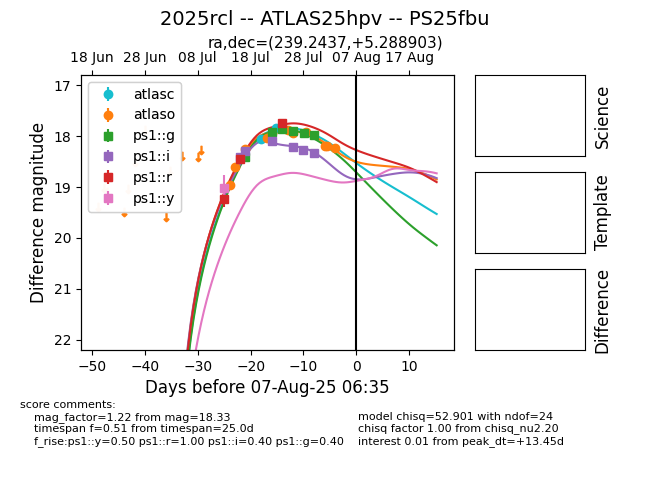 2025rcl -- ATLAS25hpv -- PS25fbu
ra,dec=(239.2437,+5.288903)
18 Jun 28 Jun 08 Jul 18 Jul 28 Jul 07 Aug 17 Aug
17
18
19
20
21
22
Difference magnitude
atlasc
atlaso
ps1::g
ps1::i
ps1::r
ps1::y
−50 −40 −30 −20 −10 0 10
Days before 07-Aug-25 06:35
Science
Template
Difference
score comments:
mag_factor=1.22 from mag=18.33
timespan f=0.51 from timespan=25.0d
f_rise:ps1::y=0.50 ps1::r=1.00 ps1::i=0.40 ps1::g=0.40
model chisq=52.901 with ndof=24
chisq factor 1.00 from chisq_nu2.20
interest 0.01 from peak_dt=+13.45d